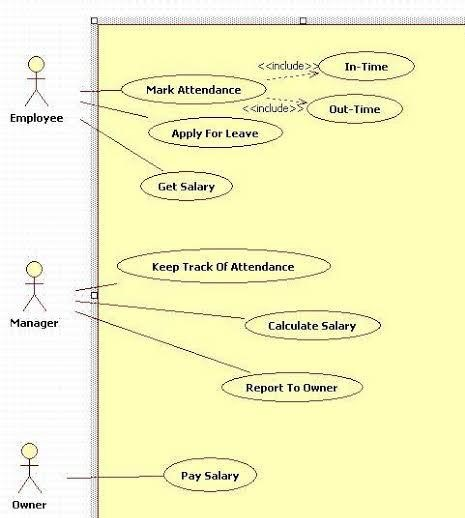 <<include>>
In-Time
Mark Attendance
<<include>>
Out-Time
Employee
Apply For Leave
Get Salary
Keep Track Of Attendance
Manager
Calculate Salary
Report To Owner
Pay Salary
Owner